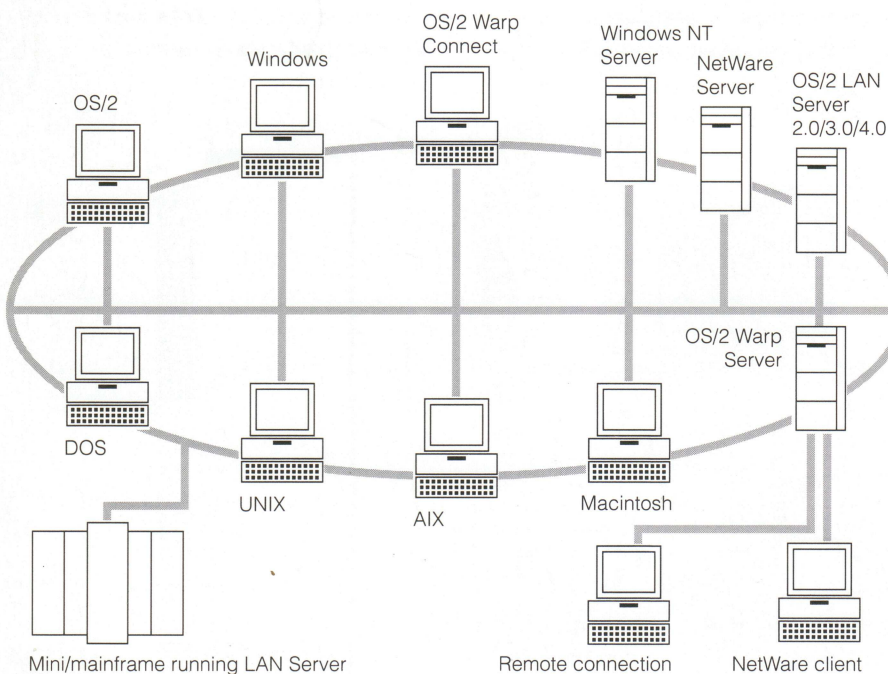 OS/2
Windows
OS/2 Warp
Connect
Windows NT
Server
NetWare
Server
OS/2 LAN
Server
2.0/3.0/4.0
DOS
UNIX
AIX
Macintosh
OS/2 Warp
Server
Mini/mainframe running LAN Server
Remote connection
NetWare client